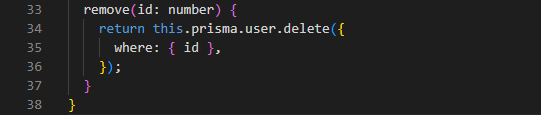 33 remove(id: number) {
34 return this.prisma.user.delete({
35 where: { id },
36 });
37 }
38 }